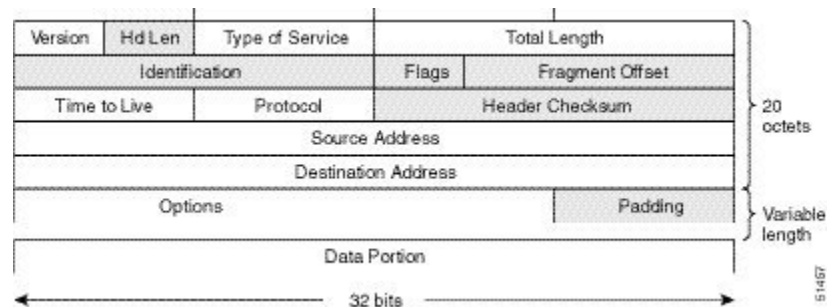 Version Hd Len Type of Service Total Length
Identification Flags Fragment Offset
Time to Live Protocol Header Checksum
20
octets
Source Address
Destination Address
Options Padding
Variable
length
Data Portion
32 bits
51457